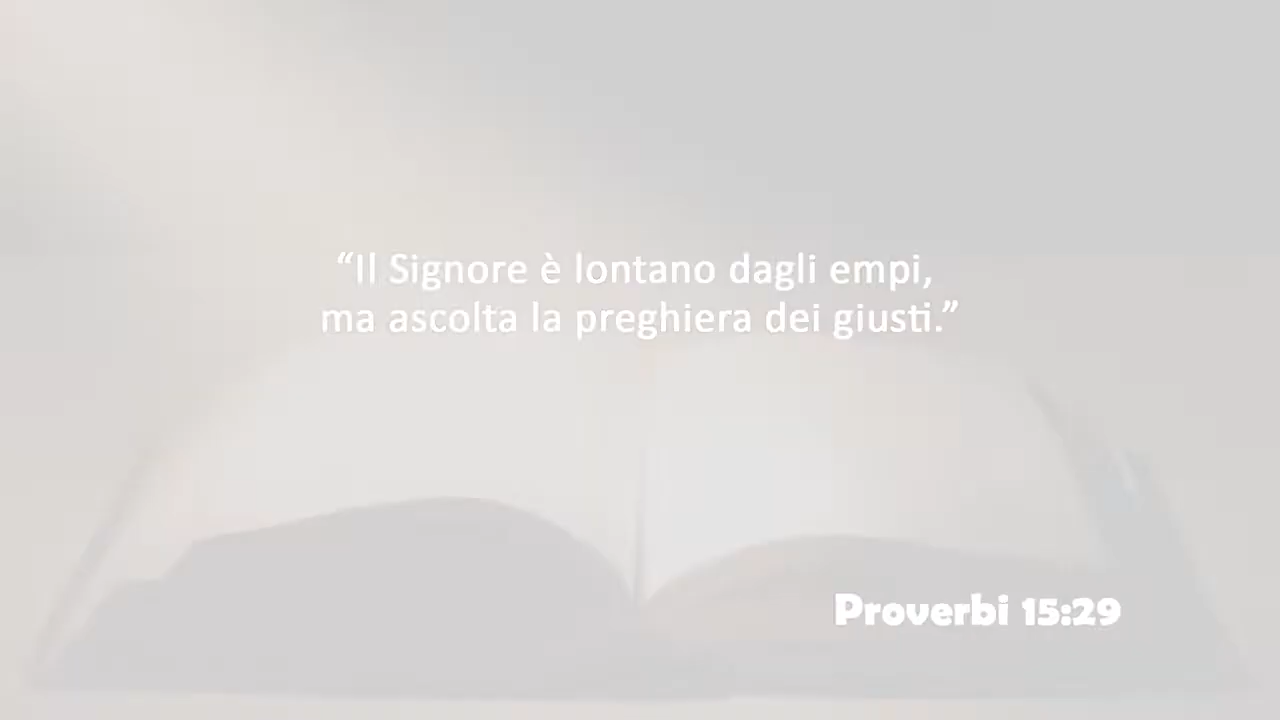 “Il Signore è lontano dagli empi,
ma ascolta la preghiera dei giusti.”
Proverbi 15:29